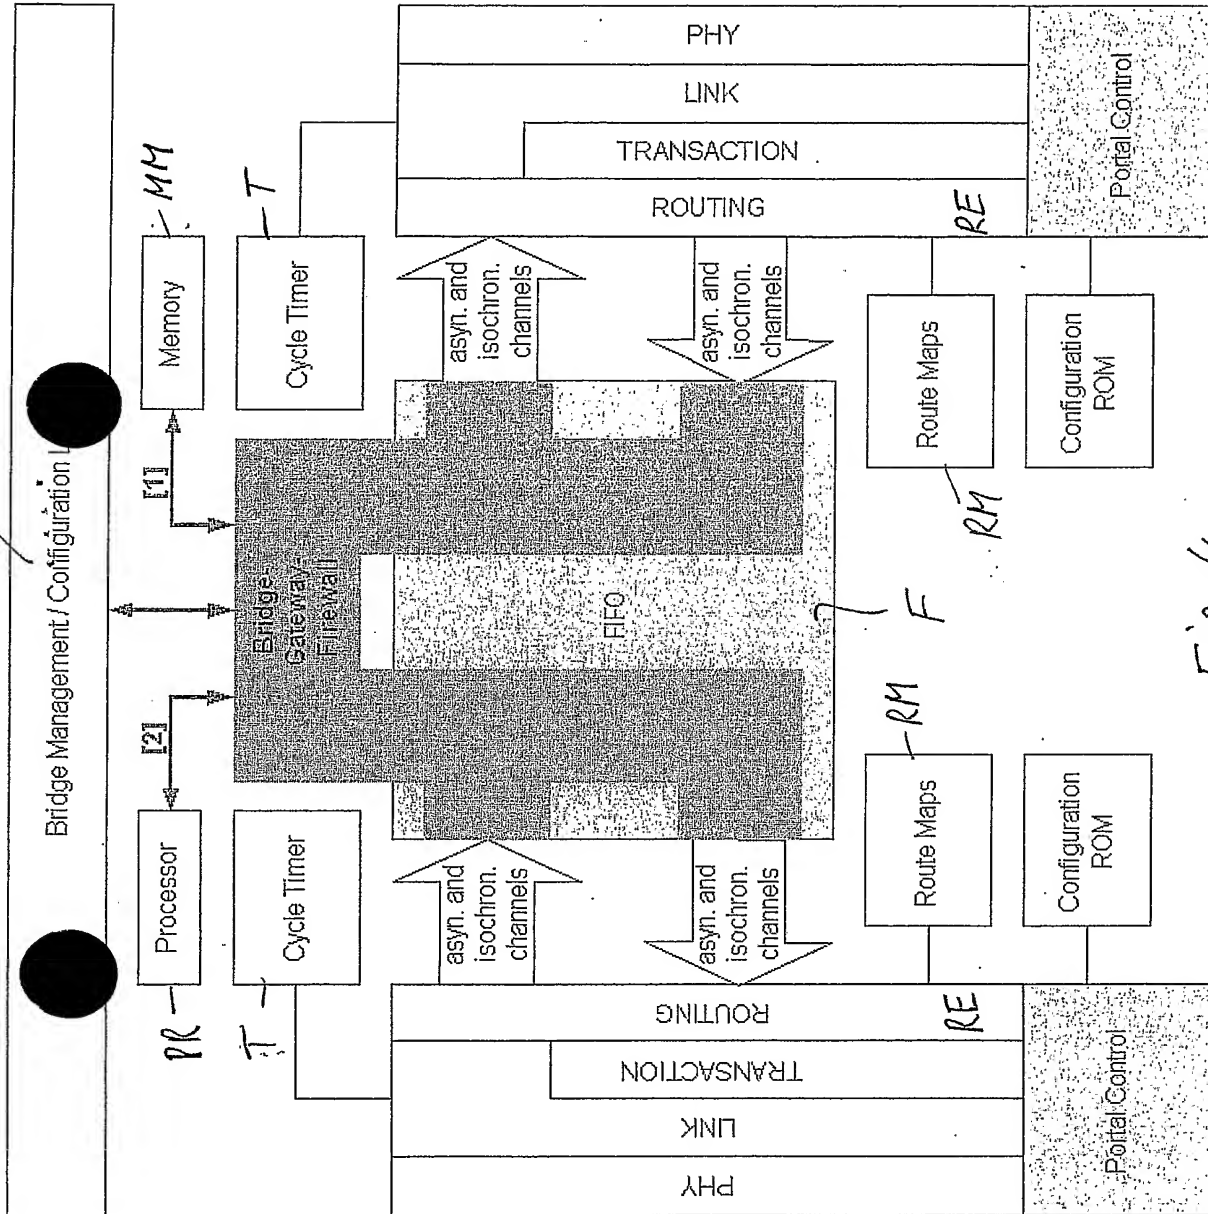 Bridge Management / Configuration
Processor
PR
[2]
[1]
Memory
MM
Cycle Timer
T
Cycle Timer
T
Bridge-
Gateway-
Firewall
FIFO
F
PHY
LINK
TRANSACTION
ROUTING
RE
Portal Control
asyn. and
isochron.
channels
asyn. and
isochron.
channels
asyn. and
isochron.
channels
asyn. and
isochron.
channels
PHY
LINK
TRANSACTION
ROUTING
RE
Portal Control
Route Maps
RM
Route Maps
RM
Configuration
ROM
Configuration
ROM